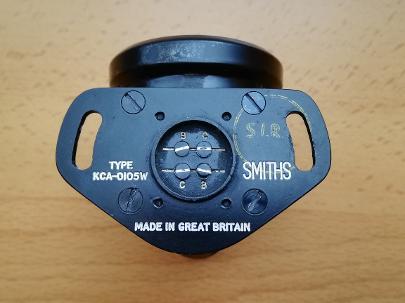 B C
S.I.R.
TYPE
KCA-0105W
SMITHS
C B
MADE IN GREAT BRITAIN